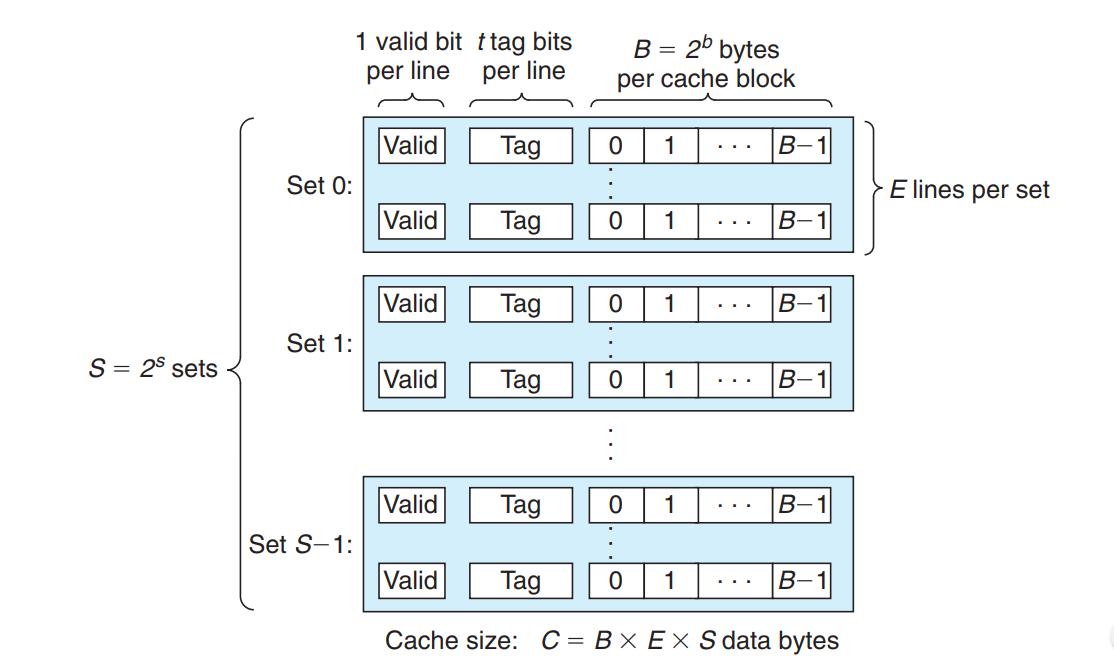 1 valid bit per line
t tag bits per line
B = 2^b bytes per cache block
Set 0:
Valid Tag 0 1 · · · B−1
Valid Tag 0 1 · · · B−1
E lines per set
Set 1:
Valid Tag 0 1 · · · B−1
Valid Tag 0 1 · · · B−1
S = 2^s sets
Set S−1:
Valid Tag 0 1 · · · B−1
Valid Tag 0 1 · · · B−1
Cache size: C = B × E × S data bytes